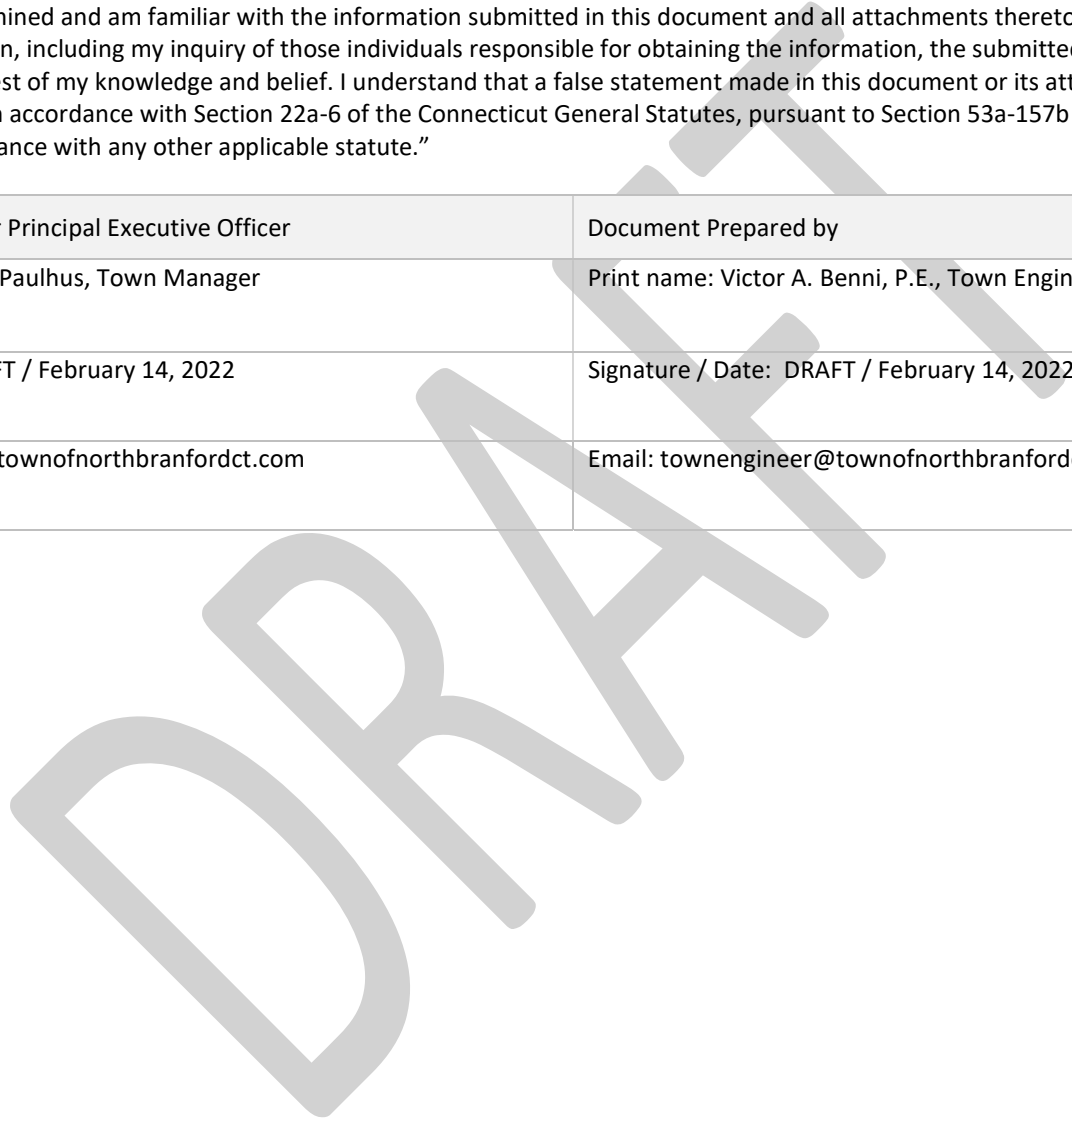 mined and am familiar with the information submitted in this document and all attachments thereto
n, including my inquiry of those individuals responsible for obtaining the information, the submitted
est of my knowledge and belief. I understand that a false statement made in this document or its att
accordance with Section 22a-6 of the Connecticut General Statutes, pursuant to Section 53a-157b
ance with any other applicable statute.”
r Principal Executive Officer
Document Prepared by
Paulhus, Town Manager
Print name: Victor A. Benni, P.E., Town Engin
FT / February 14, 2022
Signature / Date: DRAFT / February 14, 2022
townofnorthbranfordct.com
Email: townengineer@townofnorthbranford
DRAFT